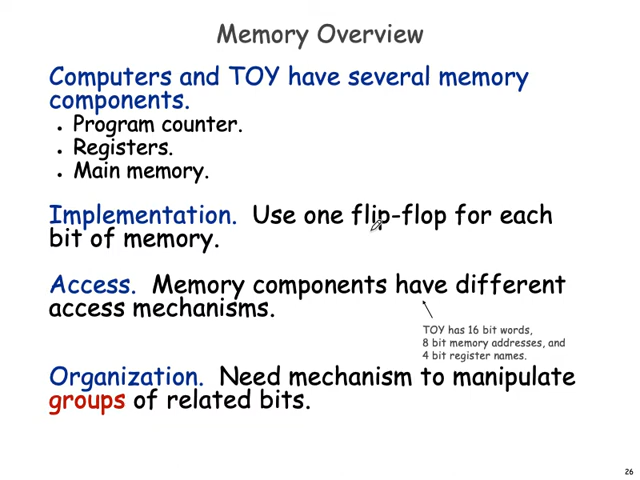 Memory Overview
Computers and TOY have several memory
components.
• Program counter.
• Registers.
• Main memory.
Implementation. Use one flip-flop for each
bit of memory.
Access. Memory components have different
access mechanisms.
TOY has 16 bit words,
8 bit memory addresses, and
4 bit register names.
Organization. Need mechanism to manipulate
groups of related bits.
26